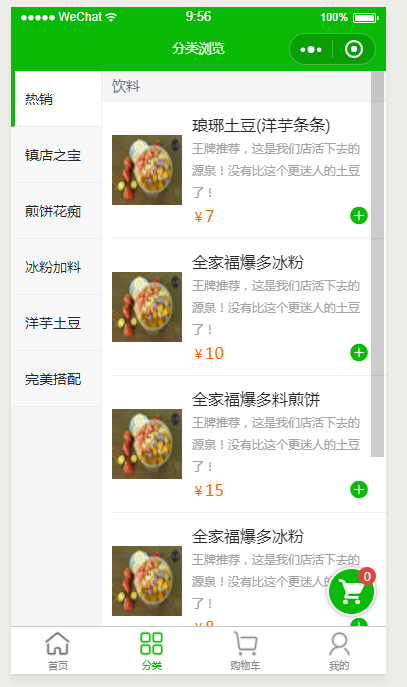 WeChat 9:56 100%
分类浏览
热销
镇店之宝
煎饼花痴
冰粉加料
洋芋土豆
完美搭配
饮料
琅琊土豆(洋芋条条)
王牌推荐，这是我们店活下去的
源泉！没有比这个更迷人的土豆
了！
￥7
全家福爆多冰粉
王牌推荐，这是我们店活下去的
源泉！没有比这个更迷人的土豆
了！
￥10
全家福爆多料煎饼
王牌推荐，这是我们店活下去的
源泉！没有比这个更迷人的土豆
了！
￥15
全家福爆多冰粉
王牌推荐，这是我们店活下去的
源泉！没有比这个更迷人的土豆
了！
￥8
0
首页
分类
购物车
我的